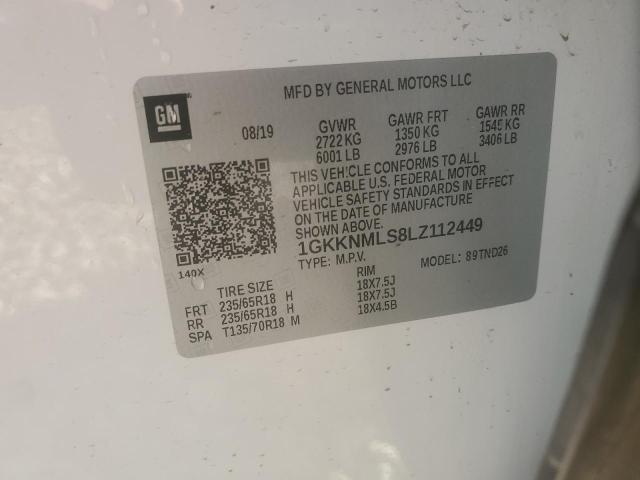 MFD BY GENERAL MOTORS LLC
GM
08/19 GVWR GAWR FRT GAWR RR
2722 KG 1350 KG 1545 KG
6001 LB 2976 LB 3406 LB
THIS VEHICLE CONFORMS TO ALL
APPLICABLE U.S. FEDERAL MOTOR
VEHICLE SAFETY STANDARDS IN EFFECT
ON THE DATE OF MANUFACTURE
SHOWN ABOVE.
1GKKNMLS8LZ112449
140X TYPE: M.P.V. MODEL: 89TND26
TIRE SIZE RIM
FRT 235/65R18 H 18X7.5J
RR 235/65R18 H 18X7.5J
SPA T135/70R18 M 18X4.5B